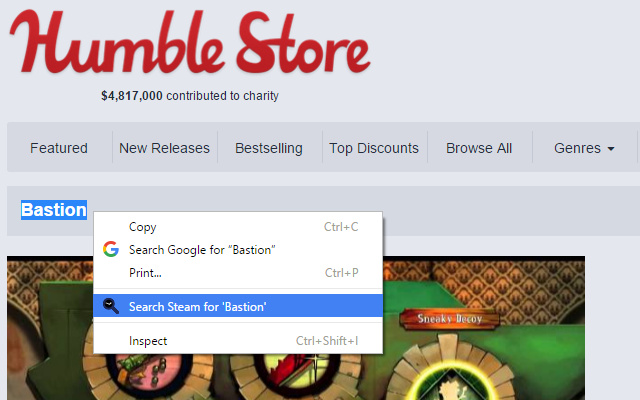 Humble Store
$4,817,000 contributed to charity
Featured New Releases Bestselling Top Discounts Browse All Genres
Bastion
Copy Ctrl+C
Search Google for “Bastion”
Print... Ctrl+P
Search Steam for 'Bastion'
Inspect Ctrl+Shift+I
Sneaky Decoy